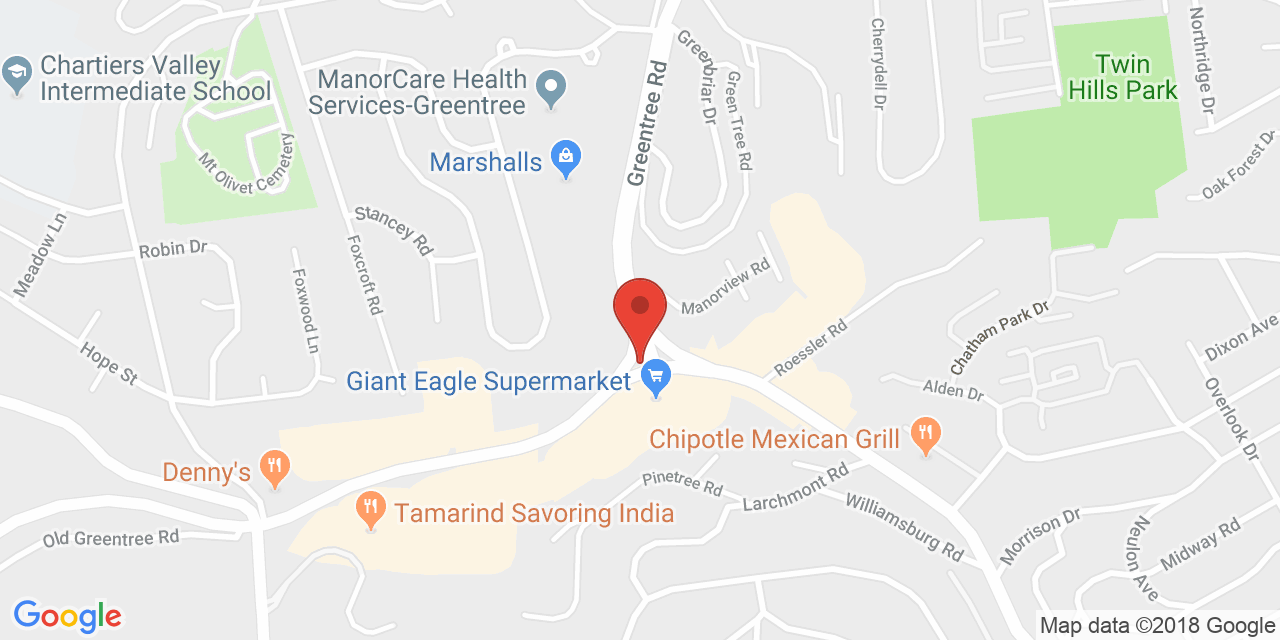 Chartiers Valley
Intermediate School
ManorCare Health
Services-Greentree
Marshalls
Greentree Rd
Greenbriar Dr
Green Tree Rd
Cherrydell Dr
Twin
Hills Park
Northridge Dr
Oak Forest Dr
Mt Olivet Cemetery
Meadow Ln
Robin Dr
Stancey Rd
Foxcroft Rd
Foxwood Ln
Manorview Rd
Roessler Rd
Chatham Park Dr
Dixon Ave
Hope St
Giant Eagle Supermarket
Alden Dr
Overlook Dr
Chipotle Mexican Grill
Denny's
Pinetree Rd
Larchmont Rd
Tamarind Savoring India
Williamsburg Rd
Morrison Dr
Neulon Ave
Midway Rd
Old Greentree Rd
Google
Map data ©2018 Google